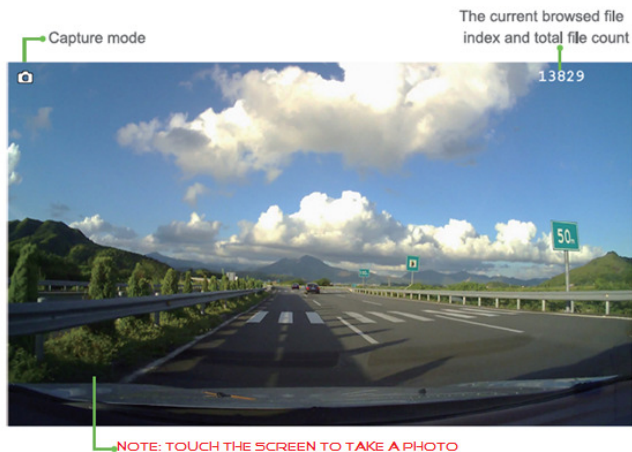 The current browsed file
Capture mode
index and total file count
13829
50m
NOTE: TOUCH THE SCREEN TO TAKE A PHOTO